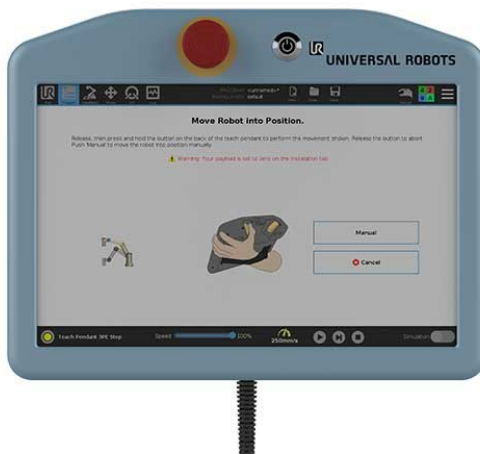 UR UNIVERSAL ROBOTS
UR
Move Robot into Position.
Release, then press and hold the button on the back of the teach pendant to perform the movement shown. Release the button to abort
Push 'Manual' to move the robot into position manually.
Warning: Your payload is set to zero on the installation tab
Manual
Cancel
Teach Pendant 3PE Stop
Speed
100%
250mm/s
Simulation